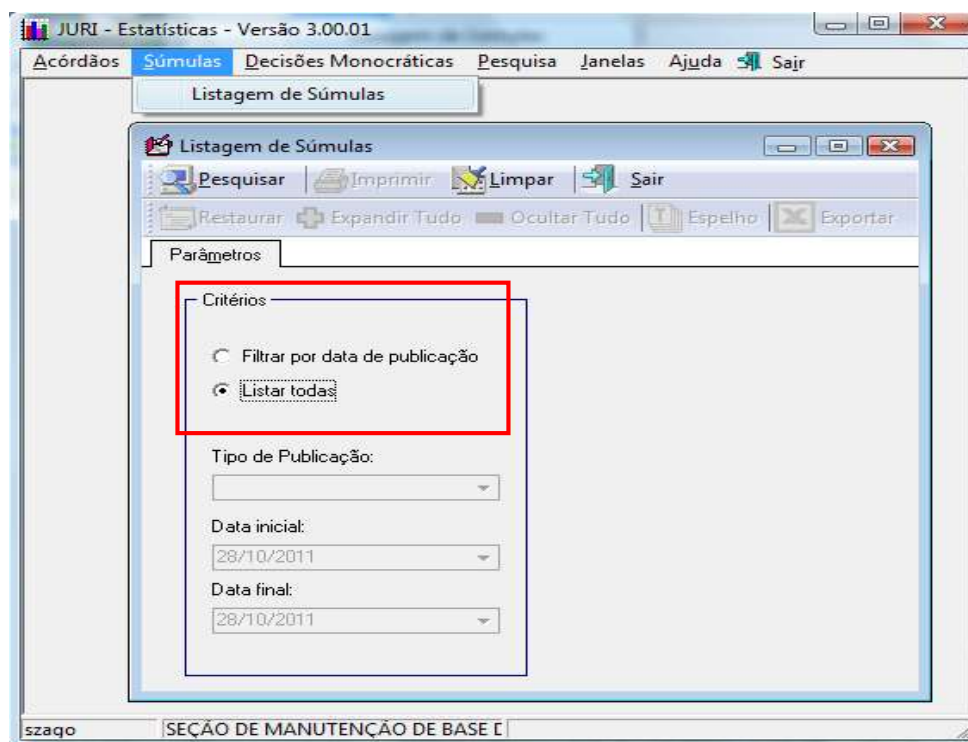 JURI - Estatísticas - Versão 3.00.01
Acórdãos Súmulas Decisões Monocráticas Pesquisa Janelas Ajuda Sair
Listagem de Súmulas
Listagem de Súmulas
Pesquisar Imprimir Limpar Sair
Restaurar Expandir Tudo Ocultar Tudo Espelho Exportar
Parâmetros
Critérios
Filtrar por data de publicação
Listar todas
Tipo de Publicação:
Data inicial:
28/10/2011
Data final:
28/10/2011
szago SEÇÃO DE MANUTENÇÃO DE BASE D